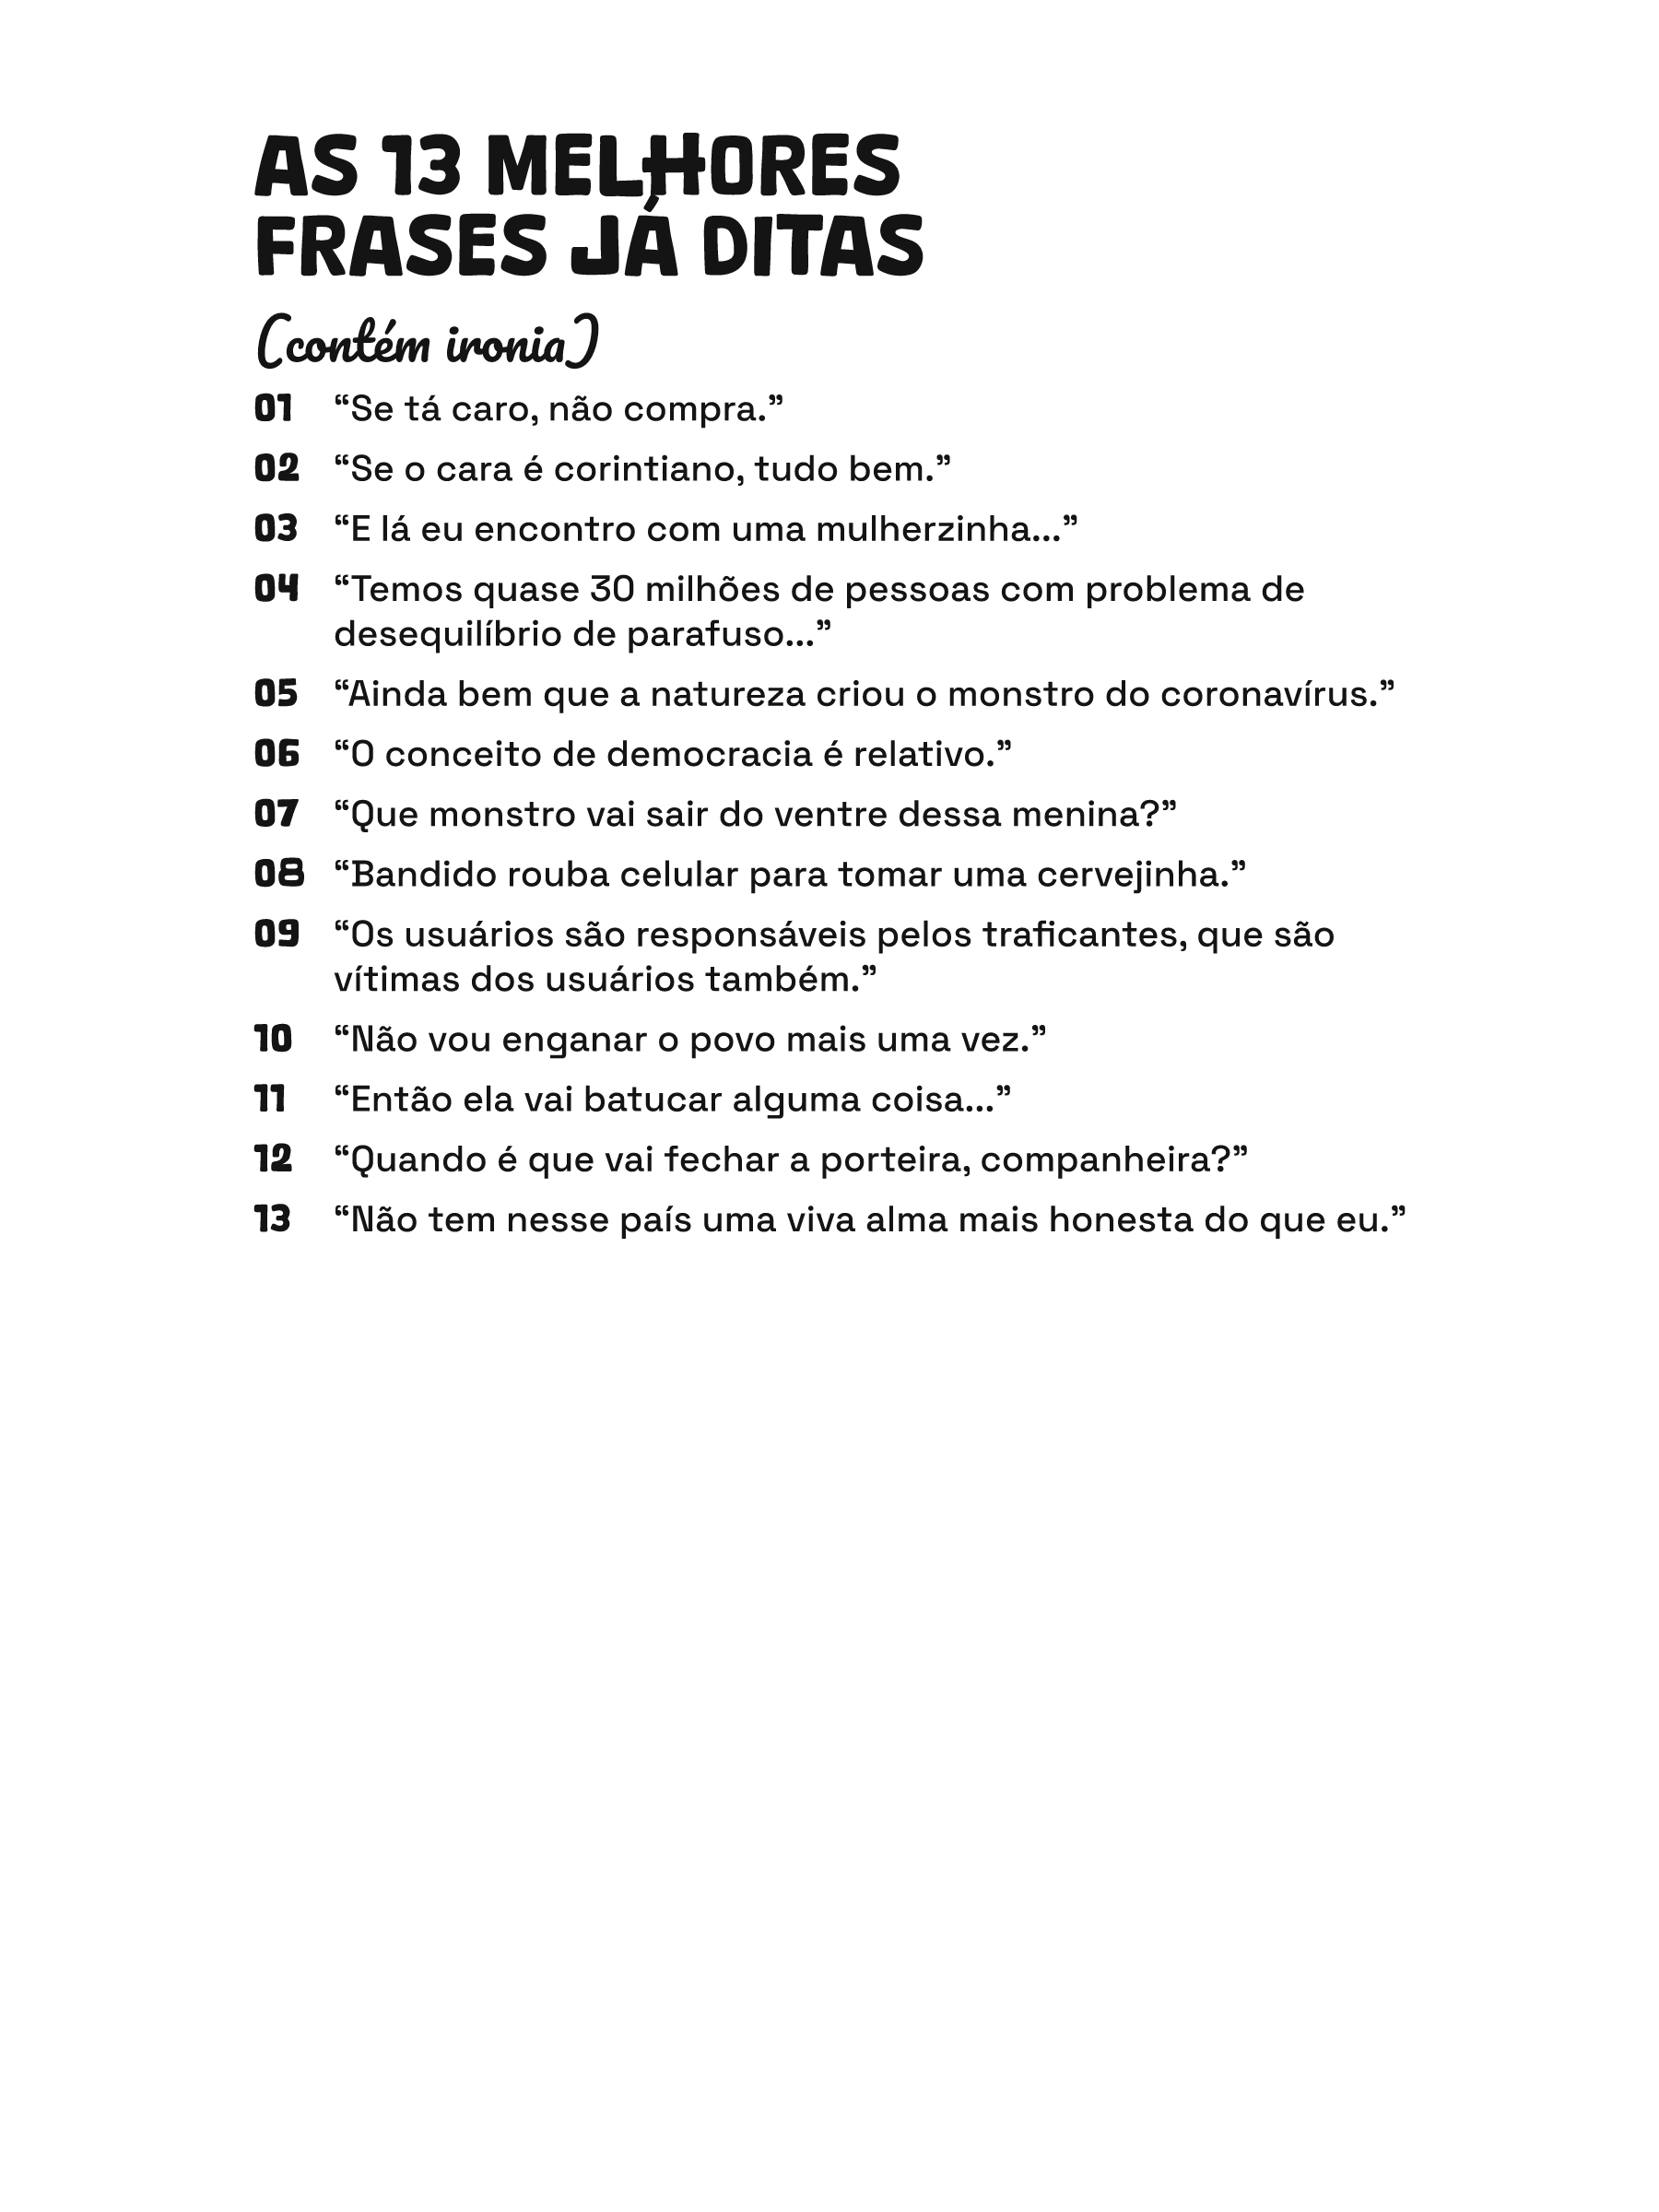 AS 13 MELHORES
FRASES JÁ DITAS
(contém ironia)
01 “Se tá caro, não compra.”
02 “Se o cara é corintiano, tudo bem.”
03 “E lá eu encontro com uma mulherzinha...”
04 “Temos quase 30 milhões de pessoas com problema de
desequilíbrio de parafuso...”
05 “Ainda bem que a natureza criou o monstro do coronavírus.”
06 “O conceito de democracia é relativo.”
07 “Que monstro vai sair do ventre dessa menina?”
08 “Bandido rouba celular para tomar uma cervejinha.”
09 “Os usuários são responsáveis pelos traficantes, que são
vítimas dos usuários também.”
10 “Não vou enganar o povo mais uma vez.”
11 “Então ela vai batucar alguma coisa...”
12 “Quando é que vai fechar a porteira, companheira?”
13 “Não tem nesse país uma viva alma mais honesta do que eu.”